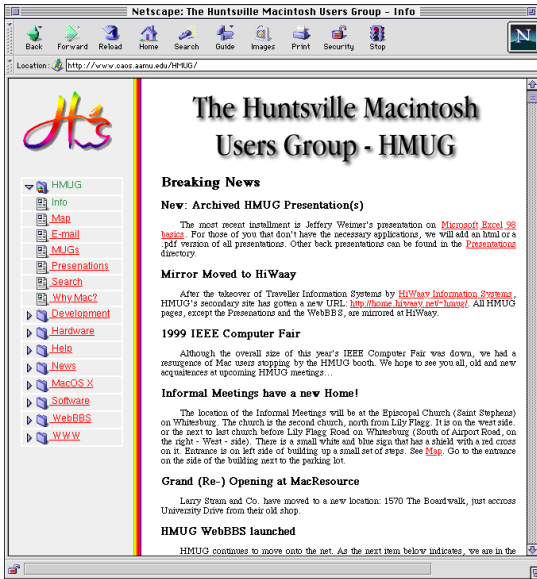 Netscape: The Huntsville Macintosh Users Group - Info
Back Forward Reload Home Search Guide Images Print Security Stop
N
Location: http://www.caos.aamu.edu/HMUG/
H's
The Huntsville Macintosh
Users Group - HMUG
HMUG
Info
Map
E-mail
MUGs
Presenations
Search
Why Mac?
Development
Hardware
Help
News
MacOS X
Software
WebBBS
WWW
Breaking News
New: Archived HMUG Presentation(s)
The most recent installment is Jeffery Weimer's presentation on Microsoft Excel 98
basics. For those of you that don't have the necessary applications, we will add an html or a
.pdf version of all presentations. Other back presentations can be found in the Presentations
directory.
Mirror Moved to HiWaay
After the takeover of Traveller Information Systems by HiWaay Information Systems,
HMUG's secondary site has gotten a new URL: http://home.hiwaay.net/~hmug/. All HMUG
pages, except the Presenations and the WebBBS, are mirrored at HiWaay.
1999 IEEE Computer Fair
Although the overall size of this year's IEEE Computer Fair was down, we had a
resurgence of Mac users stopping by the HMUG booth. We hope to see you all, old and new
acquaitences at upcoming HMUG meetings...
Informal Meetings have a new Home!
The location of the Informal Meetings will be at the Episcopal Church (Saint Stephens)
on Whitesburg. The church is the second church, north from Lily Flagg. It is on the west side.
or the next to last church before Lily Flagg Road on Whitesburg (South of Airport Road, on
the right - West - side). There is a small white and blue sign that has a shield with a red cross
on it. Entrance is on left side of building up a small set of steps. See Map. Go to the entrance
on the side of the building next to the parking lot.
Grand (Re-) Opening at MacResource
Larry Stram and Co. have moved to a new location: 1570 The Boardwalk, just accross
University Drive from their old shop.
HMUG WebBBS launched
HMUG continues to move onto the net. As the next item below indicates, we are in the